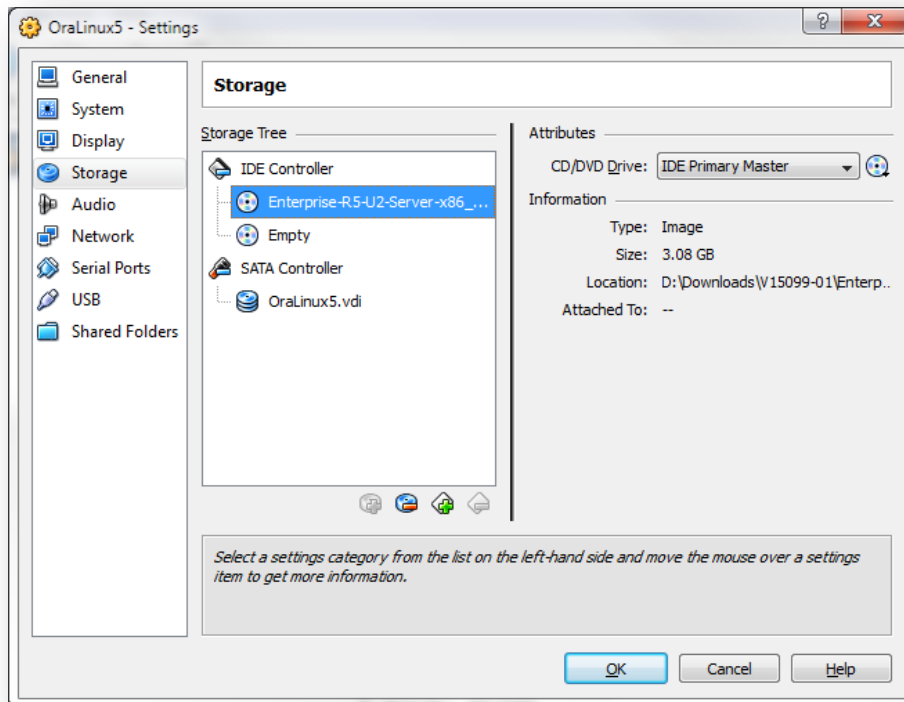 OraLinux5 - Settings
General
System
Display
Storage
Audio
Network
Serial Ports
USB
Shared Folders
Storage
Storage Tree
IDE Controller
Enterprise-R5-U2-Server-x86_...
Empty
SATA Controller
OraLinux5.vdi
Attributes
CD/DVD Drive: IDE Primary Master
Information
Type: Image
Size: 3.08 GB
Location: D:\Downloads\V15099-01\Enterp..
Attached To: --
Select a settings category from the list on the left-hand side and move the mouse over a settings
item to get more information.
OK Cancel Help